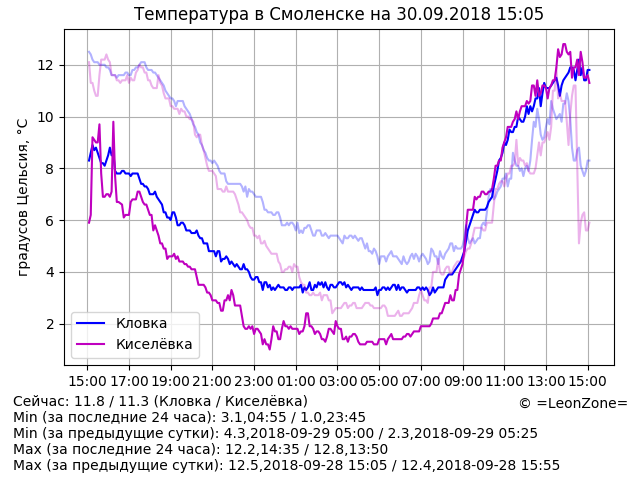 Температура в Смоленске на 30.09.2018 15:05
градусов Цельсия, °C
12
10
8
6
4
2
Кловка
Киселёвка
15:00 17:00 19:00 21:00 23:00 01:00 03:00 05:00 07:00 09:00 11:00 13:00 15:00
Сейчас: 11.8 / 11.3 (Кловка / Киселёвка)
© =LeonZone=
Min (за последние 24 часа): 3.1,04:55 / 1.0,23:45
Min (за предыдущие сутки): 4.3,2018-09-29 05:00 / 2.3,2018-09-29 05:25
Max (за последние 24 часа): 12.2,14:35 / 12.8,13:50
Max (за предыдущие сутки): 12.5,2018-09-28 15:05 / 12.4,2018-09-28 15:55